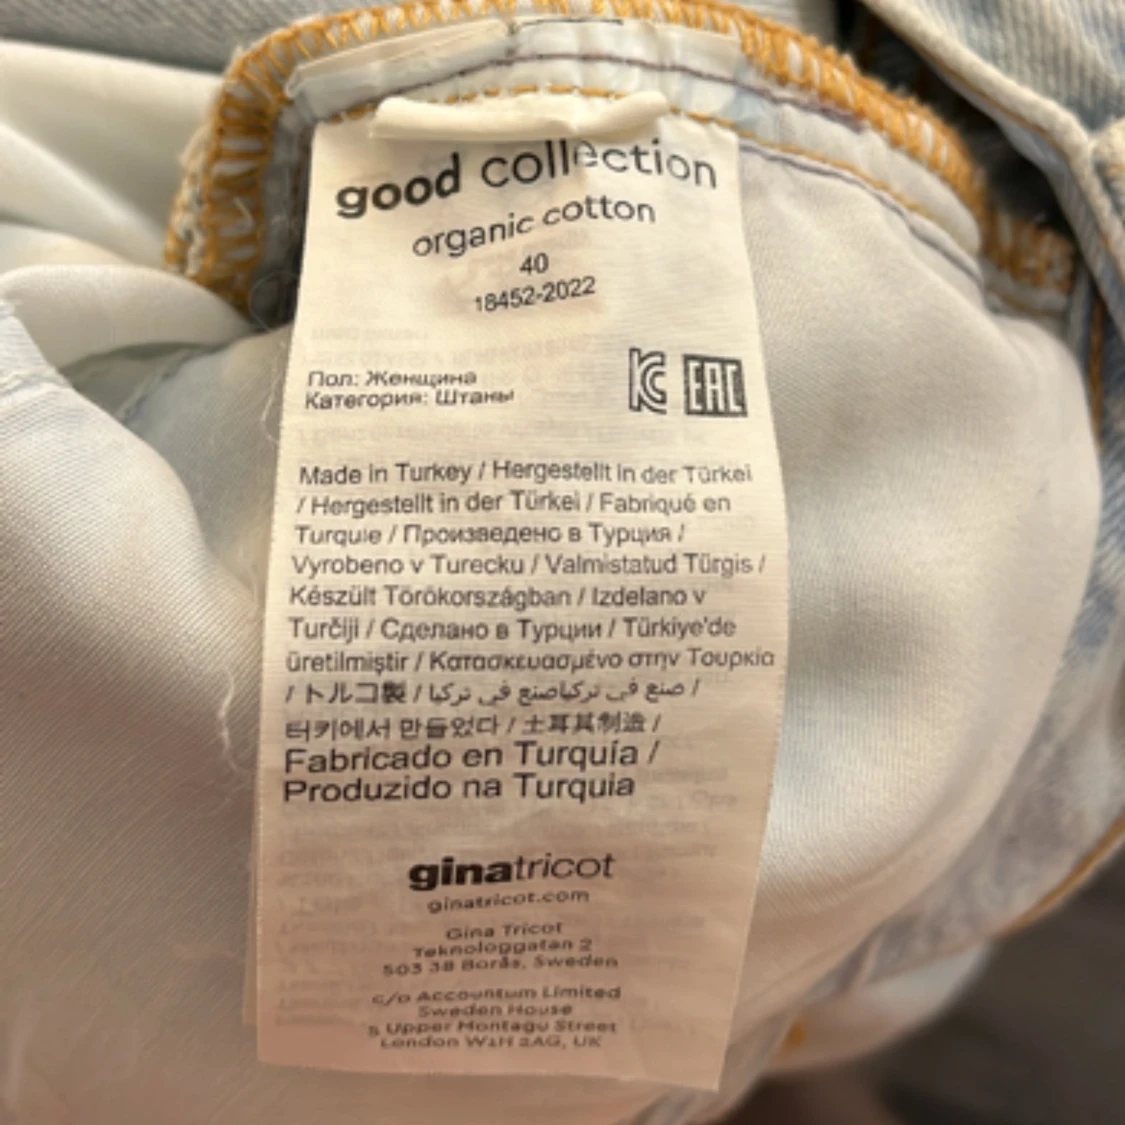 good collection
organic cotton
40
18452-2022
Пол: Женщина
Категория: Штаны
EAC
Made in Turkey / Hergestellt in der Türkei
/ Hergestellt in der Türkei / Fabriqué en
Turquie / Произведено в Турция /
Vyrobeno v Turecku / Valmistatud Türgis /
Készült Törökországban / Izdelano v
Turčiji / Сделано в Турции / Türkiye'de
üretilmiştir / Κατασκευασμένο στην Τουρκία
/ トルコ製 / صنع في تركياصنع في تركيا /
터키에서 만들었다 / 土耳其制造 /
Fabricado en Turquía /
Produzido na Turquia
ginatricot
ginatricot.com
Gina Tricot
Teknologgatan 2
503 38 Borås, Sweden
c/o Accountum Limited
Sweden House
5 Upper Montagu Street
London W1H 2AG, UK